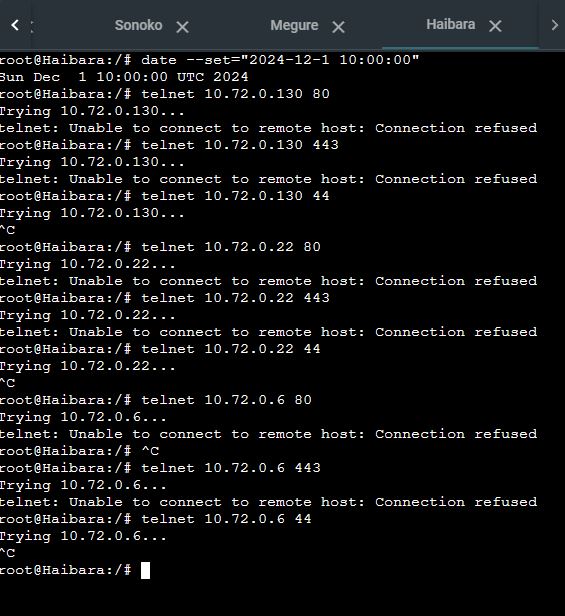 Sonoko
Megure
Haibara
root@Haibara:/# date --set="2024-12-1 10:00:00"
Sun Dec  1 10:00:00 UTC 2024
root@Haibara:/# telnet 10.72.0.130 80
Trying 10.72.0.130...
telnet: Unable to connect to remote host: Connection refused
root@Haibara:/# telnet 10.72.0.130 443
Trying 10.72.0.130...
telnet: Unable to connect to remote host: Connection refused
root@Haibara:/# telnet 10.72.0.130 44
Trying 10.72.0.130...
^C
root@Haibara:/# telnet 10.72.0.22 80
Trying 10.72.0.22...
telnet: Unable to connect to remote host: Connection refused
root@Haibara:/# telnet 10.72.0.22 443
Trying 10.72.0.22...
telnet: Unable to connect to remote host: Connection refused
root@Haibara:/# telnet 10.72.0.22 44
Trying 10.72.0.22...
^C
root@Haibara:/# telnet 10.72.0.6 80
Trying 10.72.0.6...
telnet: Unable to connect to remote host: Connection refused
root@Haibara:/# ^C
root@Haibara:/# telnet 10.72.0.6 443
Trying 10.72.0.6...
telnet: Unable to connect to remote host: Connection refused
root@Haibara:/# telnet 10.72.0.6 44
Trying 10.72.0.6...
^C
root@Haibara:/#